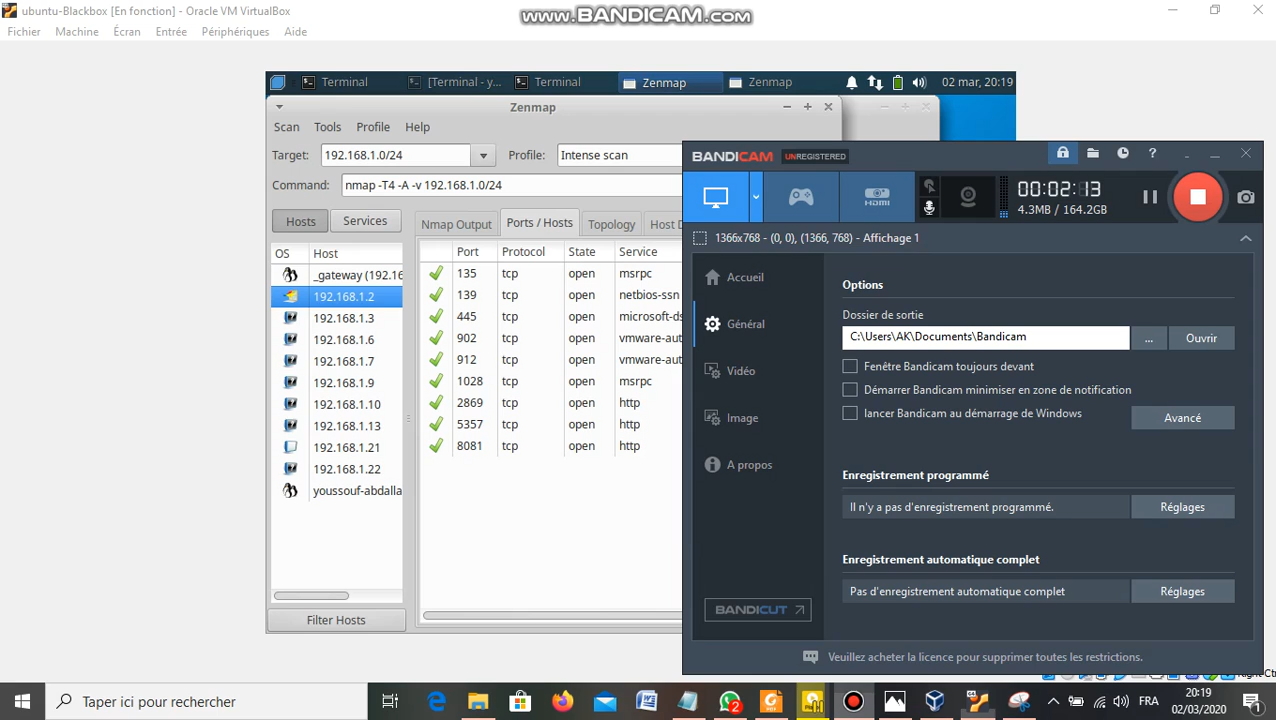 ubuntu-Blackbox [En fonction] - Oracle VM VirtualBox
www.BANDICAM.com
Fichier Machine Écran Entrée Périphériques Aide
Terminal [Terminal - y... Terminal Zenmap Zenmap 02 mar, 20:19
Zenmap
Scan Tools Profile Help
Target: 192.168.1.0/24 Profile: Intense scan
Command: nmap -T4 -A -v 192.168.1.0/24
Hosts Services Nmap Output Ports / Hosts Topology Host D
OS Host Port Protocol State Service
_gateway (192.16 135 tcp open msrpc
192.168.1.2 139 tcp open netbios-ssn
192.168.1.3 445 tcp open microsoft-ds
192.168.1.6 902 tcp open vmware-aut
192.168.1.7 912 tcp open vmware-aut
192.168.1.9 1028 tcp open msrpc
192.168.1.10 2869 tcp open http
192.168.1.13 5357 tcp open http
192.168.1.21 8081 tcp open http
192.168.1.22
youssouf-abdalla
Filter Hosts
BANDICAM UNREGISTERED
00:02:13
HDMI
4.3MB / 164.2GB
1366x768 - (0, 0), (1366, 768) - Affichage 1
Accueil
Général
Vidéo
Image
A propos
BANDICUT
Options
Dossier de sortie
C:\Users\AK\Documents\Bandicam ... Ouvrir
Fenêtre Bandicam toujours devant
Démarrer Bandicam minimiser en zone de notification
lancer Bandicam au démarrage de Windows Avancé
Enregistrement programmé
Il n'y a pas d'enregistrement programmé. Réglages
Enregistrement automatique complet
Pas d'enregistrement automatique complet Réglages
Veuillez acheter la licence pour supprimer toutes les restrictions.
Taper ici pour rechercher
2
FRA
20:19
02/03/2020
1